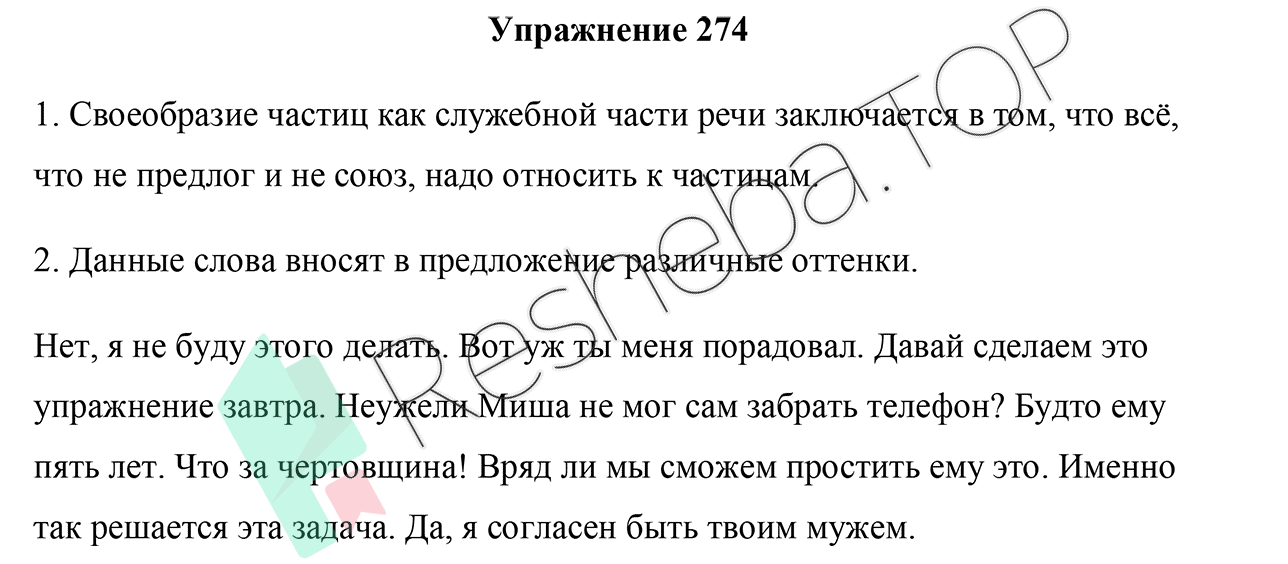 Упражнение 274
1. Своеобразие частиц как служебной части речи заключается в том, что всё,
что не предлог и не союз, надо относить к частицам.
2. Данные слова вносят в предложение различные оттенки.
Нет, я не буду этого делать. Вот уж ты меня порадовал. Давай сделаем это
упражнение завтра. Неужели Миша не мог сам забрать телефон? Будто ему
пять лет. Что за чертовщина! Вряд ли мы сможем простить ему это. Именно
так решается эта задача. Да, я согласен быть твоим мужем.
Resheba.TOP